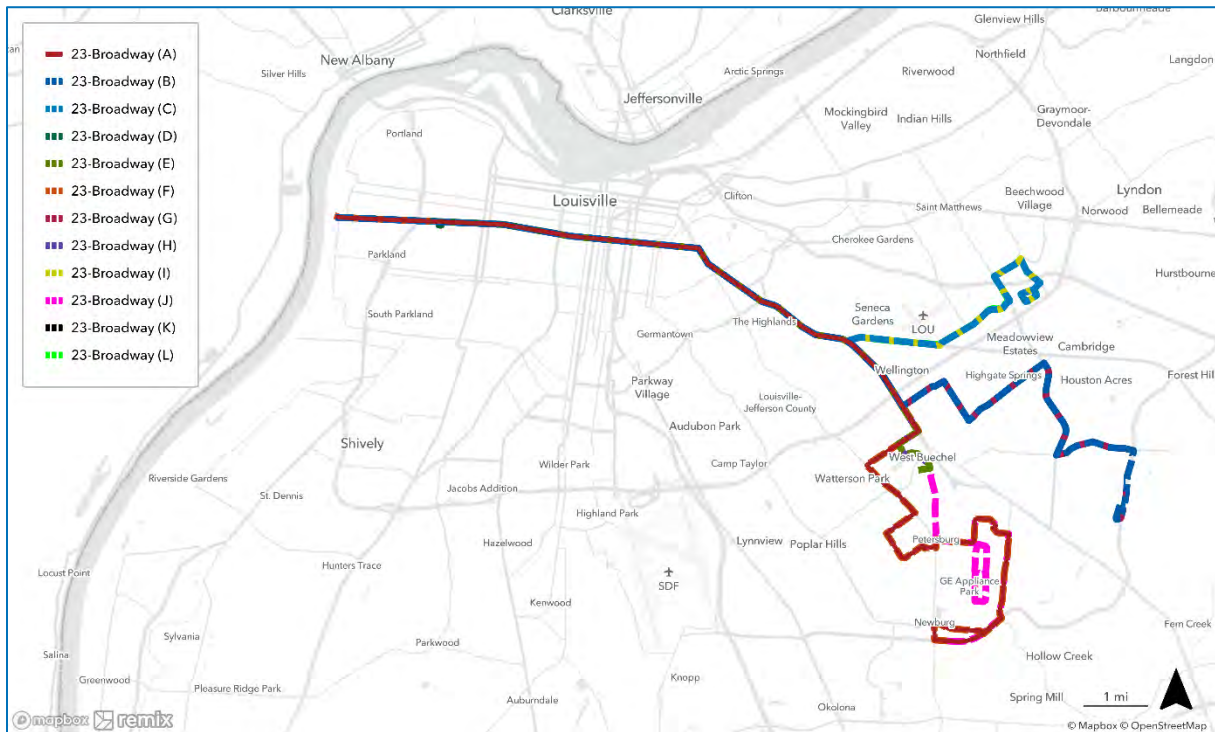 Clarksville
Barbourmeade
Glenview Hills
New Albany
Northfield
Langdon
Silver Hills
Arctic Springs
Riverwood
23-Broadway (A)
23-Broadway (B)
23-Broadway (C)
23-Broadway (D)
23-Broadway (E)
23-Broadway (F)
23-Broadway (G)
23-Broadway (H)
23-Broadway (I)
23-Broadway (J)
23-Broadway (K)
23-Broadway (L)
Jeffersonville
Mockingbird
Valley
Indian Hills
Graymoor-
Devondale
Portland
Louisville
Clifton
Beechwood
Village
Lyndon
Saint Matthews
Norwood
Bellemeade
Parkland
Cherokee Gardens
Hurstbourne
South Parkland
The Highlands
Seneca
Gardens
LOU
Germantown
Meadowview
Estates
Cambridge
Wellington
Highgate Springs
Houston Acres
Forest Hil
Parkway
Village
Louisville-
Jefferson County
Audubon Park
Shively
West Buechel
Wilder Park
Camp Taylor
Watterson Park
Riverside Gardens
St. Dennis
Jacobs Addition
Highland Park
Hazelwood
Lynnview
Poplar Hills
Petersburg
Locust Point
Hunters Trace
SDF
GE Appliance
Park
Kenwood
Newburg
Fern Creek
Sylvania
Parkwood
Salina
Hollow Creek
Greenwood
Pleasure Ridge Park
Knopp
Auburndale
Okolona
Spring Mill
1 mi
mapbox
remix
© Mapbox © OpenStreetMap